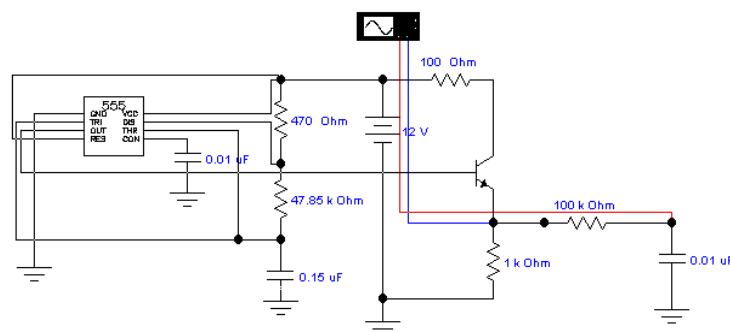 100 Ohm
555
GND VCC
TRI DIS
OUT THR
RES CON
470 Ohm
12 V
0.01 uF
47.85 k Ohm
100 k Ohm
0.15 uF
1 k Ohm
0.01 uF